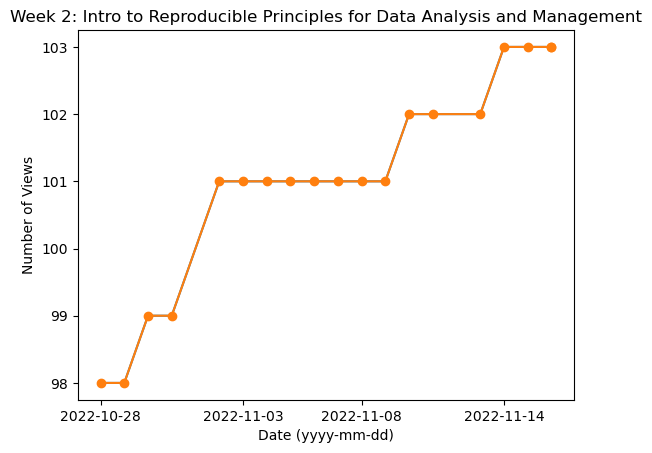 Week 2: Intro to Reproducible Principles for Data Analysis and Management
103
102
101
100
99
98
Number of Views
2022-10-28 2022-11-03 2022-11-08 2022-11-14
Date (yyyy-mm-dd)